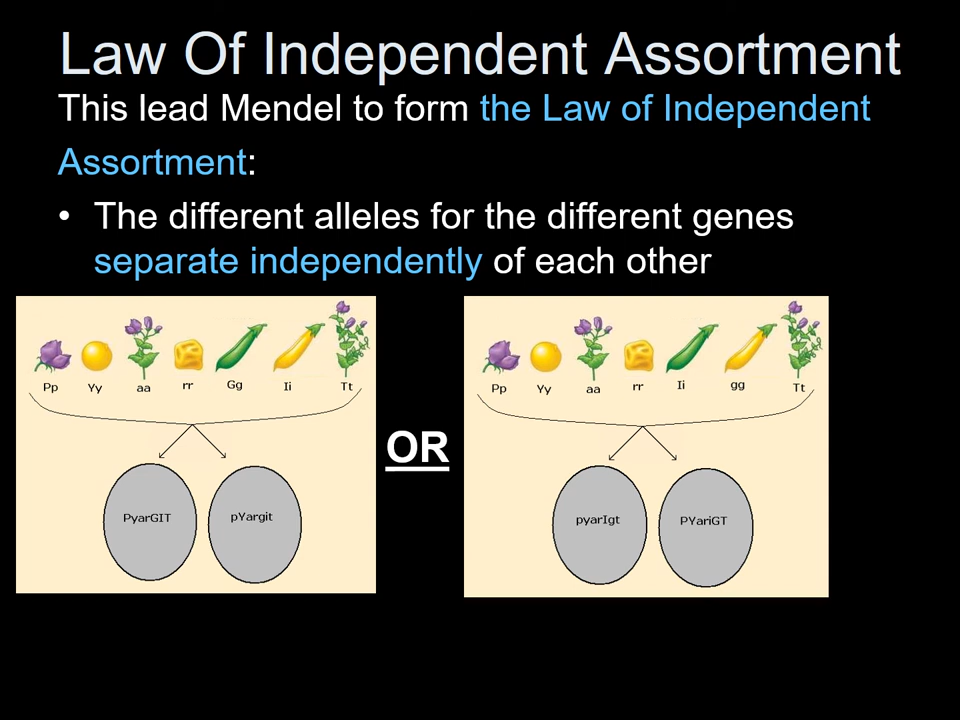 Law Of Independent Assortment
This lead Mendel to form the Law of Independent
Assortment:
• The different alleles for the different genes
separate independently of each other
Pp Yy aa rr Gg Ii Tt
PyarGIT pYargit
OR
Pp Yy aa rr Ii gg Tt
pyarIgt PYariGT